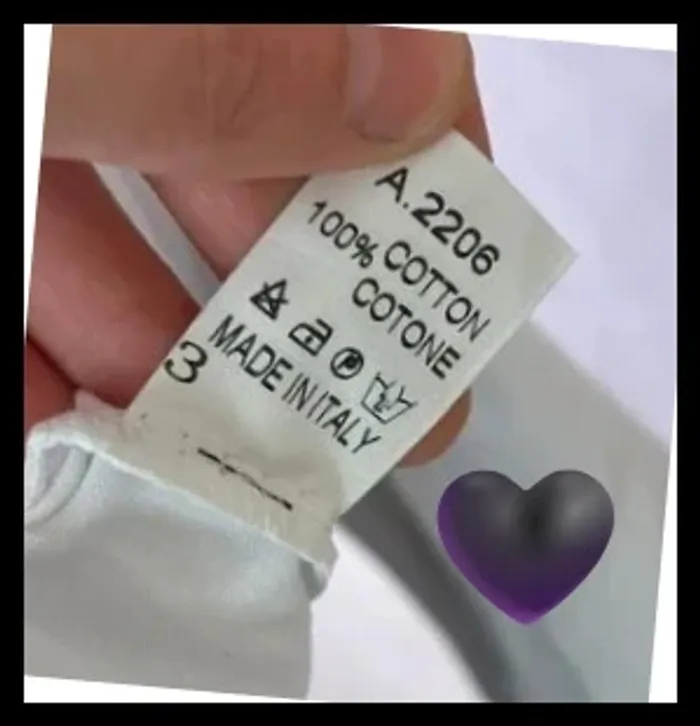 A.2206
100% COTTON
COTONE
MADE IN ITALY
3